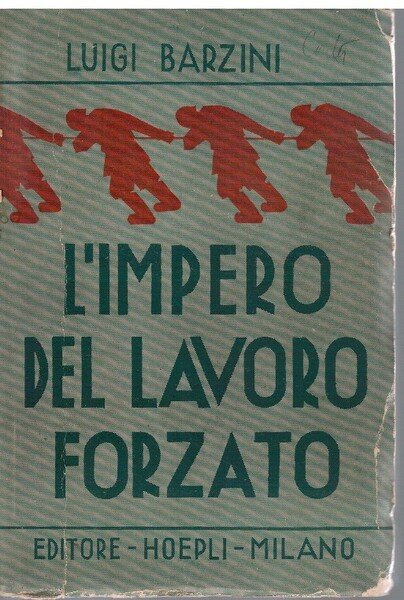 LUIGI BARZINI
L'IMPERO
DEL LAVORO
FORZATO
EDITORE - HOEPLI - MILANO